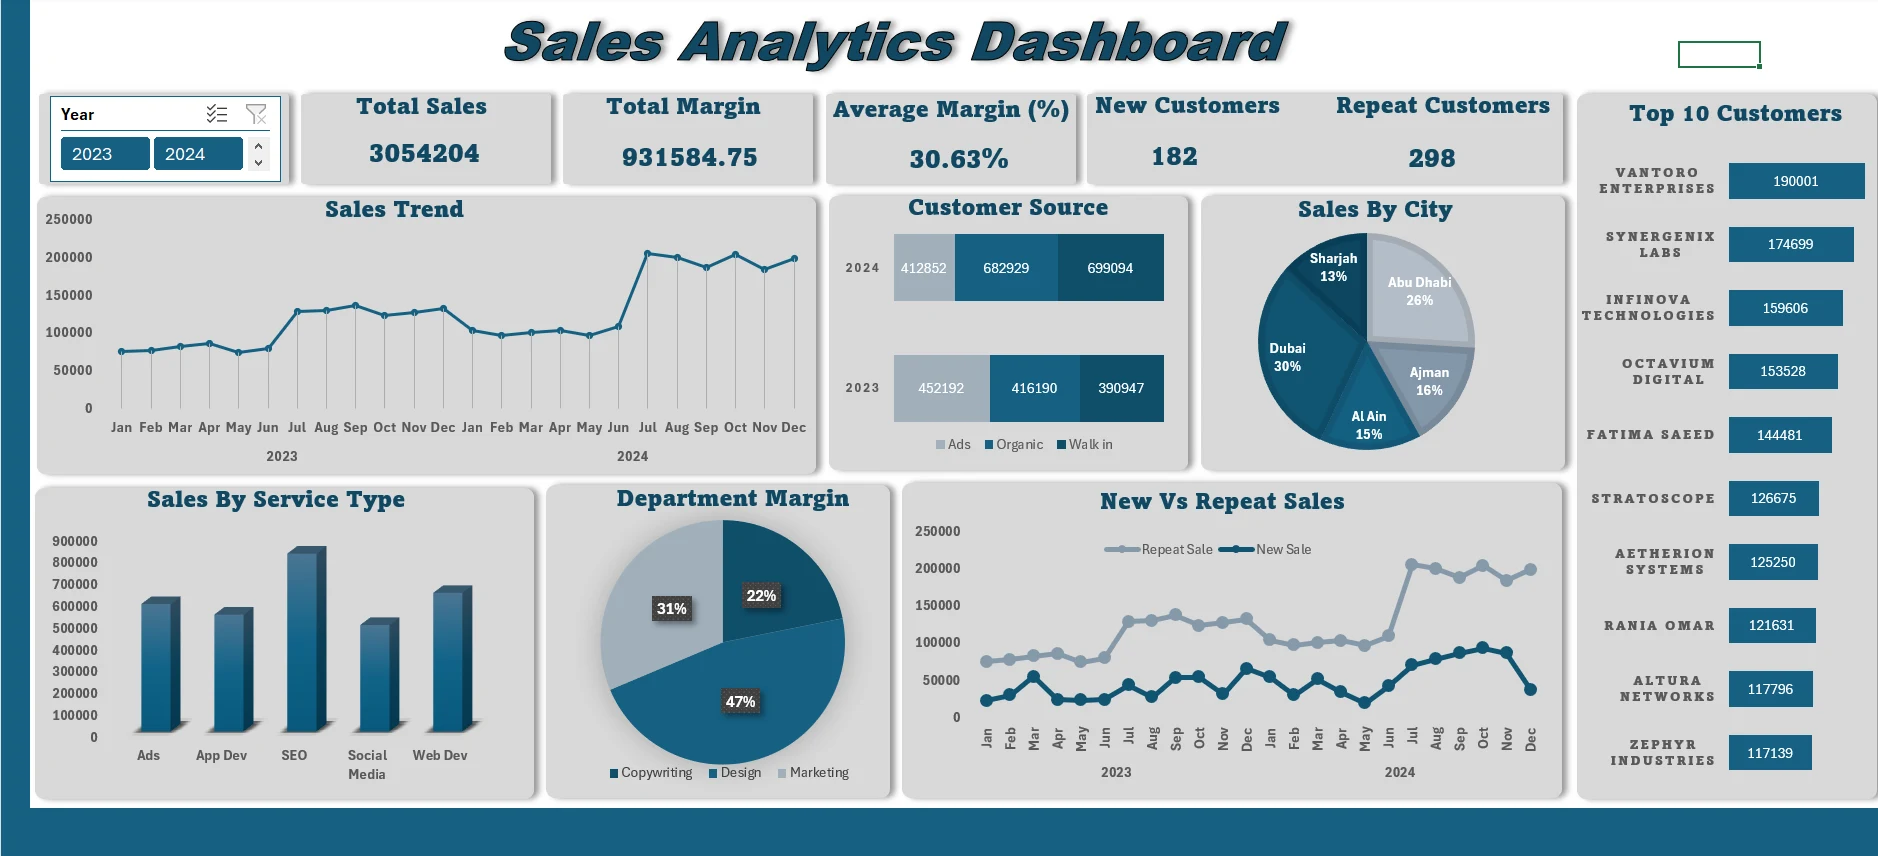 Sales Analytics Dashboard
Year
2023
2024
Total Sales
3054204
Total Margin
931584.75
Average Margin (%)
30.63%
New Customers
182
Repeat Customers
298
Sales Trend
250000
200000
150000
100000
50000
0
Jan Feb Mar Apr May Jun Jul Aug Sep Oct Nov Dec Jan Feb Mar Apr May Jun Jul Aug Sep Oct Nov Dec
2023 2024
Customer Source
2024 412852 682929 699094
2023 452192 416190 390947
Ads Organic Walk in
Sales By City
Sharjah
13%
Abu Dhabi
26%
Dubai
30%
Ajman
16%
Al Ain
15%
Top 10 Customers
VANTORO
ENTERPRISES
190001
SYNERGENIX
LABS
174699
INFINOVA
TECHNOLOGIES
159606
OCTAVIUM
DIGITAL
153528
FATIMA SAEED
144481
STRATOSCOPE
126675
AETHERION
SYSTEMS
125250
RANIA OMAR
121631
ALTURA
NETWORKS
117796
ZEPHYR
INDUSTRIES
117139
Sales By Service Type
900000
800000
700000
600000
500000
400000
300000
200000
100000
0
Ads App Dev SEO Social Media Web Dev
Department Margin
31%
22%
47%
Copywriting Design Marketing
New Vs Repeat Sales
Repeat Sale New Sale
250000
200000
150000
100000
50000
0
Jan Feb Mar Apr May Jun Jul Aug Sep Oct Nov Dec Jan Feb Mar Apr May Jun Jul Aug Sep Oct Nov Dec
2023 2024